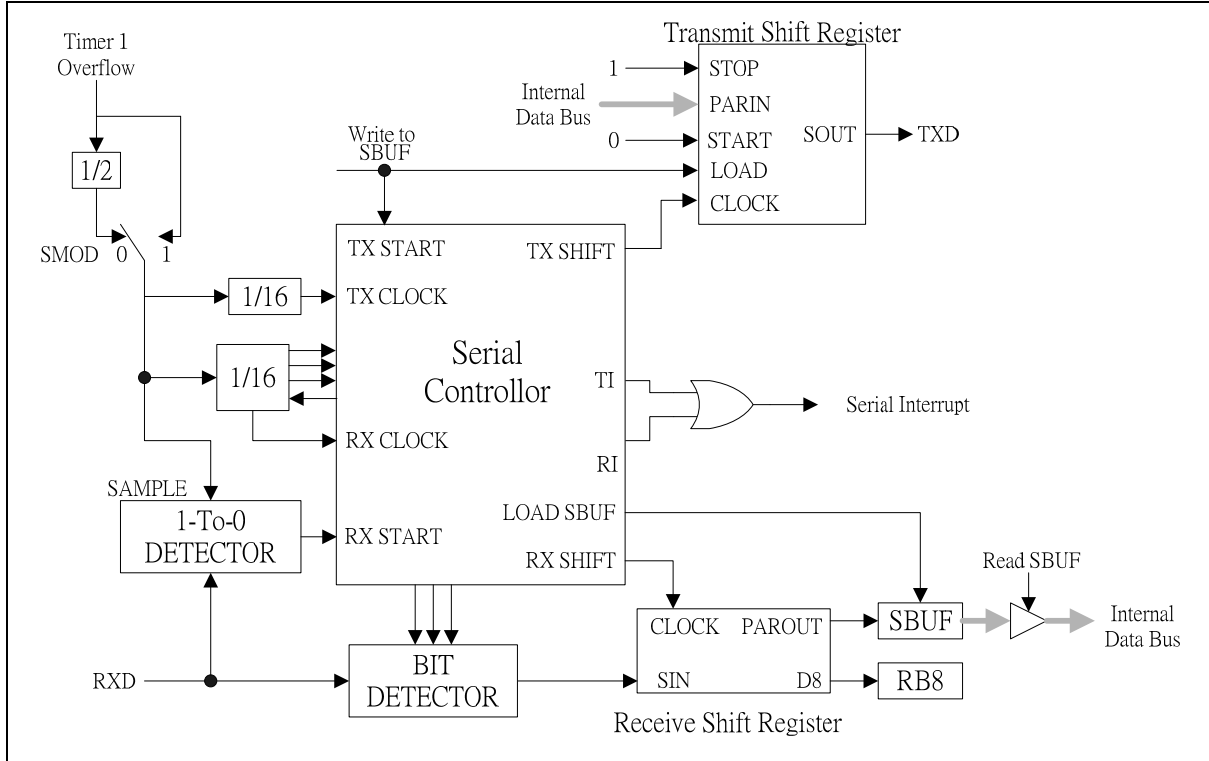 Timer 1
Overflow
1/2
SMOD 0 1
Transmit Shift Register
1
STOP
Internal
Data Bus
PARIN
0
START
SOUT
TXD
LOAD
CLOCK
Write to
SBUF
TX START
TX SHIFT
1/16
TX CLOCK
1/16
Serial
Controllor
TI
Serial Interrupt
RX CLOCK
RI
SAMPLE
1-To-0
DETECTOR
RX START
LOAD SBUF
RX SHIFT
Read SBUF
CLOCK PAROUT
SBUF
Internal
Data Bus
RXD
BIT
DETECTOR
SIN
D8
RB8
Receive Shift Register